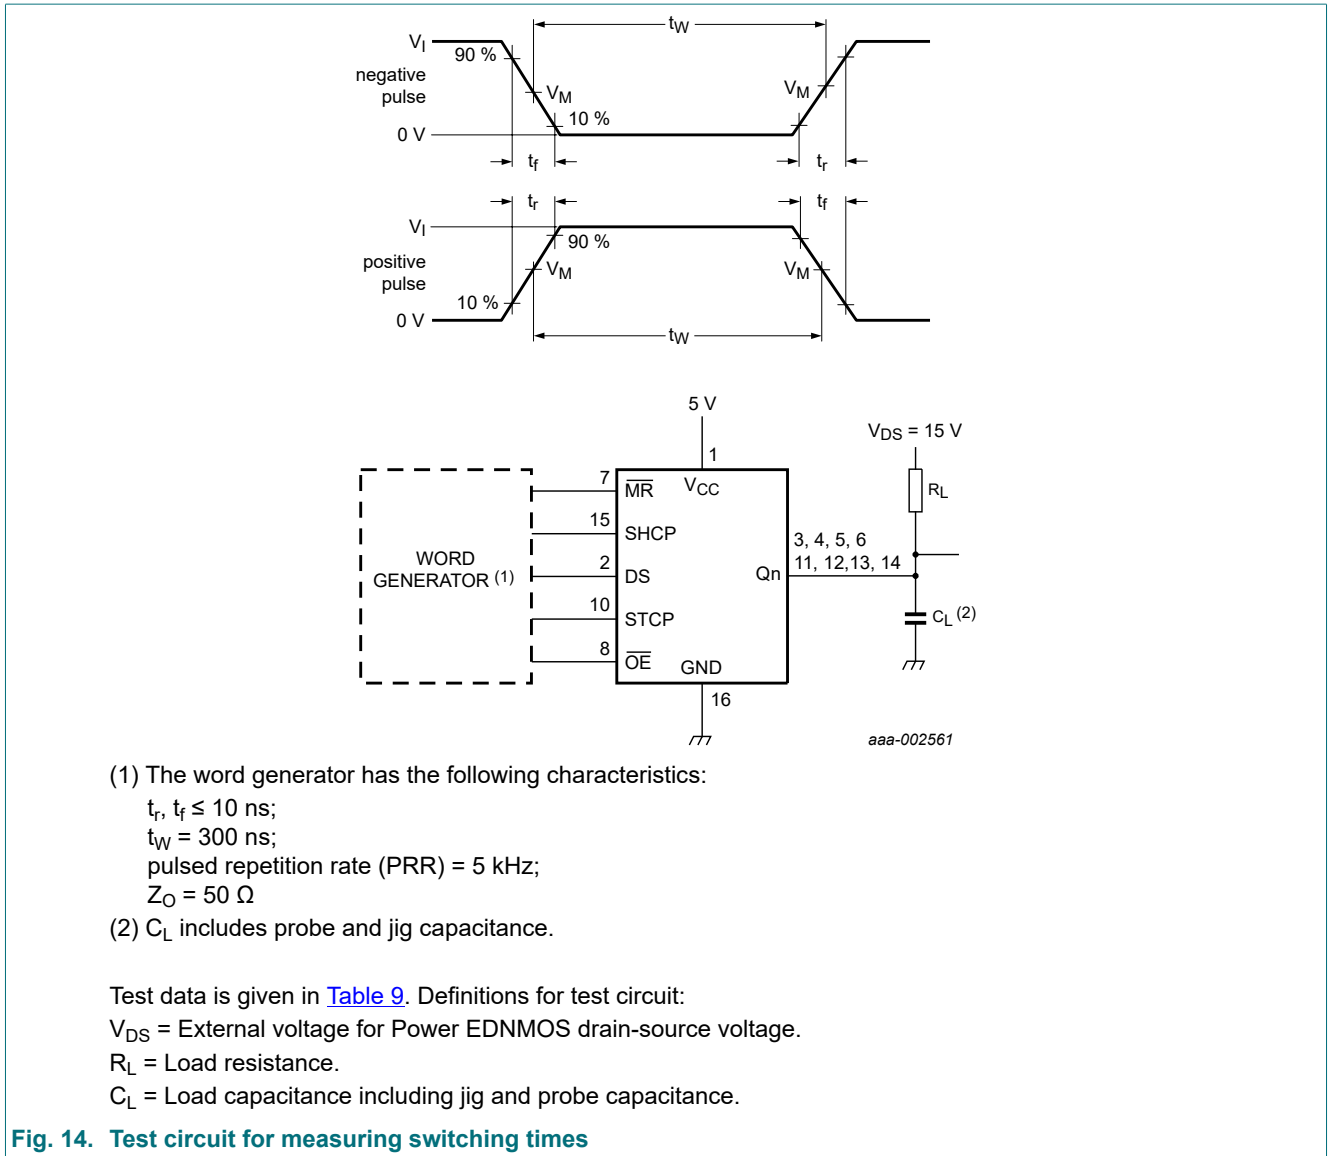 tW
VI
90 %
negative
pulse
VM
VM
10 %
0 V
tf
tr
tr
tf
VI
90 %
positive
pulse
VM
VM
10 %
0 V
tW
5 V
VDS = 15 V
1
7
MR
VCC
RL
15
SHCP
3, 4, 5, 6
WORD
GENERATOR (1)
2
DS
Qn
11, 12,13, 14
10
STCP
CL (2)
8
OE
GND
16
aaa-002561
(1) The word generator has the following characteristics:
tr, tf ≤ 10 ns;
tW = 300 ns;
pulsed repetition rate (PRR) = 5 kHz;
ZO = 50 Ω
(2) CL includes probe and jig capacitance.
Test data is given in Table 9. Definitions for test circuit:
VDS = External voltage for Power EDNMOS drain-source voltage.
RL = Load resistance.
CL = Load capacitance including jig and probe capacitance.
Fig. 14. Test circuit for measuring switching times